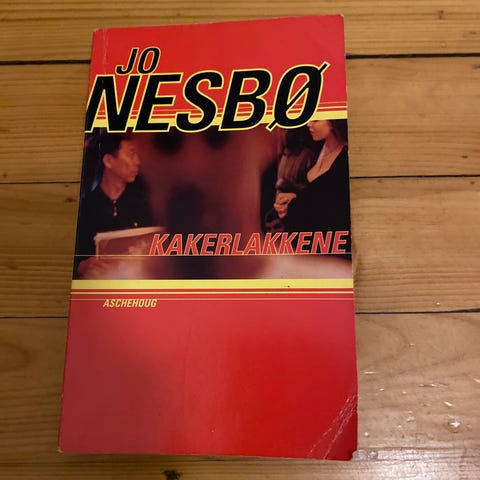 JO
NESBØ
KAKERLAKKENE
ASCHEHOUG